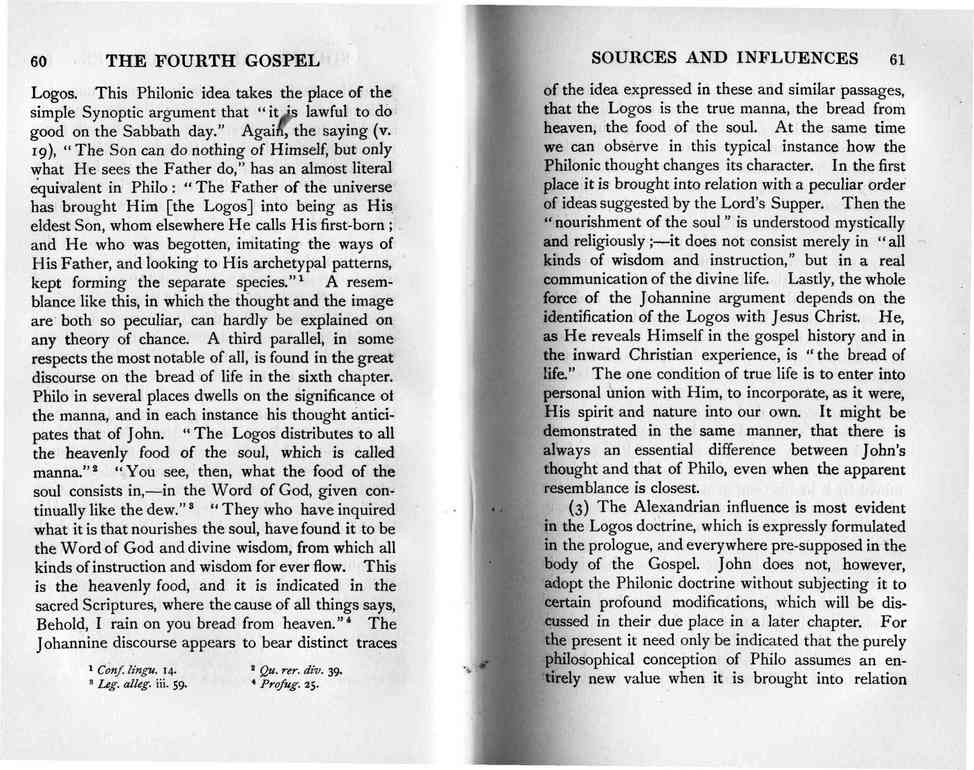 60 THE FOURTH GOSPEL
Logos. This Philonic idea takes the place of the
simple Synoptic argument that “it is lawful to do
good on the Sabbath day.” Again, the saying (v.
19), “The Son can do nothing of Himself, but only
what He sees the Father do,” has an almost literal
equivalent in Philo: “The Father of the universe
has brought Him [the Logos] into being as His
eldest Son, whom elsewhere He calls His first-born;
and He who was begotten, imitating the ways of
His Father, and looking to His archetypal patterns,
kept forming the separate species.”¹ A resem-
blance like this, in which the thought and the image
are both so peculiar, can hardly be explained on
any theory of chance. A third parallel, in some
respects the most notable of all, is found in the great
discourse on the bread of life in the sixth chapter.
Philo in several places dwells on the significance of
the manna, and in each instance his thought antici-
pates that of John. “The Logos distributes to all
the heavenly food of the soul, which is called
manna.”² “You see, then, what the food of the
soul consists in,—in the Word of God, given con-
tinually like the dew.”³ “They who have inquired
what it is that nourishes the soul, have found it to be
the Word of God and divine wisdom, from which all
kinds of instruction and wisdom for ever flow. This
is the heavenly food, and it is indicated in the
sacred Scriptures, where the cause of all things says,
Behold, I rain on you bread from heaven.”⁴ The
Johannine discourse appears to bear distinct traces
¹ Conf. lingu. 14. ² Qu. rer. div. 39.
³ Leg. alleg. iii. 59. ⁴ Profug. 25.
SOURCES AND INFLUENCES 61
of the idea expressed in these and similar passages,
that the Logos is the true manna, the bread from
heaven, the food of the soul. At the same time
we can observe in this typical instance how the
Philonic thought changes its character. In the first
place it is brought into relation with a peculiar order
of ideas suggested by the Lord’s Supper. Then the
“nourishment of the soul” is understood mystically
and religiously;—it does not consist merely in “all
kinds of wisdom and instruction,” but in a real
communication of the divine life. Lastly, the whole
force of the Johannine argument depends on the
identification of the Logos with Jesus Christ. He,
as He reveals Himself in the gospel history and in
the inward Christian experience, is “the bread of
life.” The one condition of true life is to enter into
personal union with Him, to incorporate, as it were,
His spirit and nature into our own. It might be
demonstrated in the same manner, that there is
always an essential difference between John’s
thought and that of Philo, even when the apparent
resemblance is closest.
(3) The Alexandrian influence is most evident
in the Logos doctrine, which is expressly formulated
in the prologue, and everywhere pre-supposed in the
body of the Gospel. John does not, however,
adopt the Philonic doctrine without subjecting it to
certain profound modifications, which will be dis-
cussed in their due place in a later chapter. For
the present it need only be indicated that the purely
philosophical conception of Philo assumes an en-
tirely new value when it is brought into relation